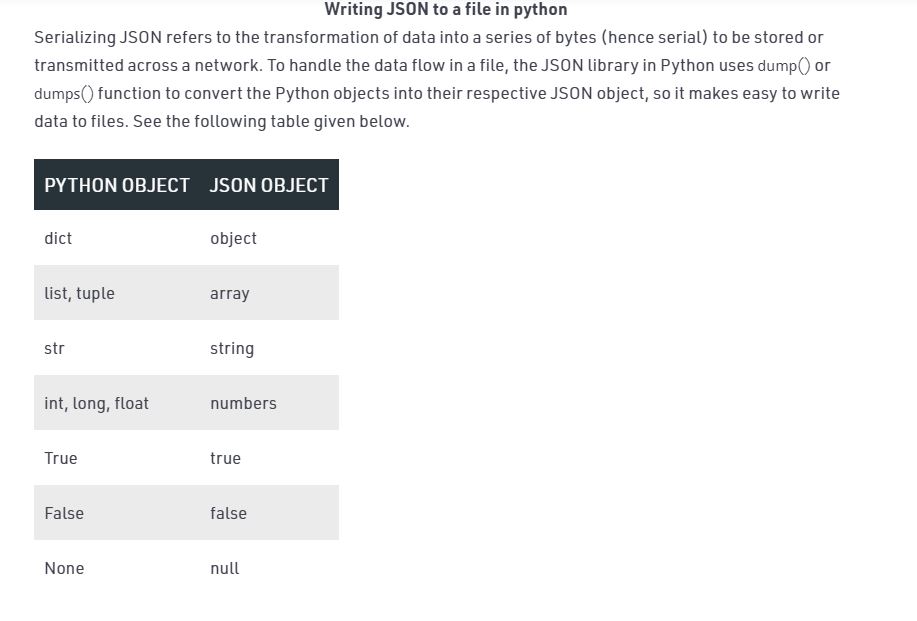 Writing JSON to a file in python
Serializing JSON refers to the transformation of data into a series of bytes (hence serial) to be stored or
transmitted across a network. To handle the data flow in a file, the JSON library in Python uses dump() or
dumps() function to convert the Python objects into their respective JSON object, so it makes easy to write
data to files. See the following table given below.
PYTHON OBJECT JSON OBJECT
dict object
list, tuple array
str string
int, long, float numbers
True true
False false
None null